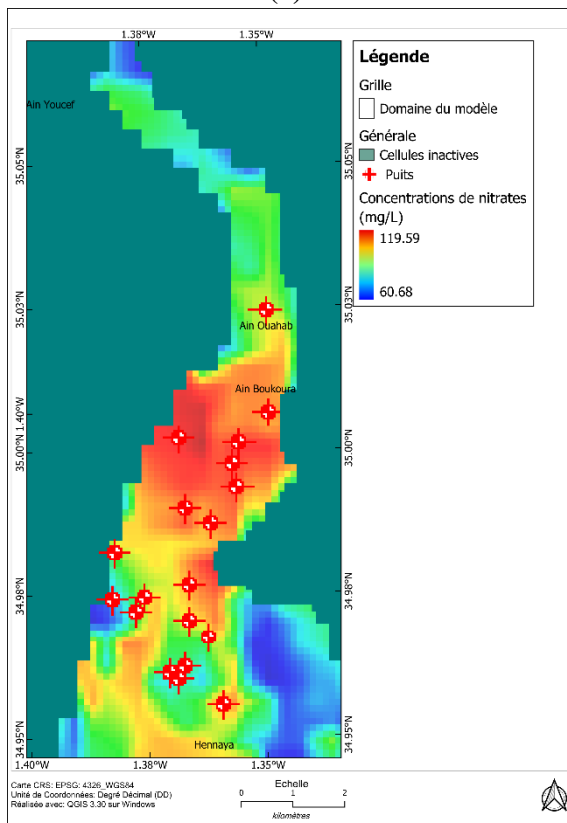 1.38°W
1.35°W
Légende
Grille
Domaine du modèle
Générale
Cellules inactives
Puits
Concentrations de nitrates
(mg/L)
119.59
60.68
Ain Youcef
35.05°N
35.05°N
35.03°N
35.03°N
Ain Ouahab
Ain Boukoura
1.40°W
35.00°N
35.00°N
34.98°N
34.98°N
34.95°N
34.95°N
Hennaya
1.40°W
1.38°W
1.35°W
Carte CRS: EPSG: 4326_WGS84
Unité de Coordonnées: Degré Décimal (DD)
Réalisée avec: QGIS 3.30 sur Windows
Echelle
0 1 2
kilomètres